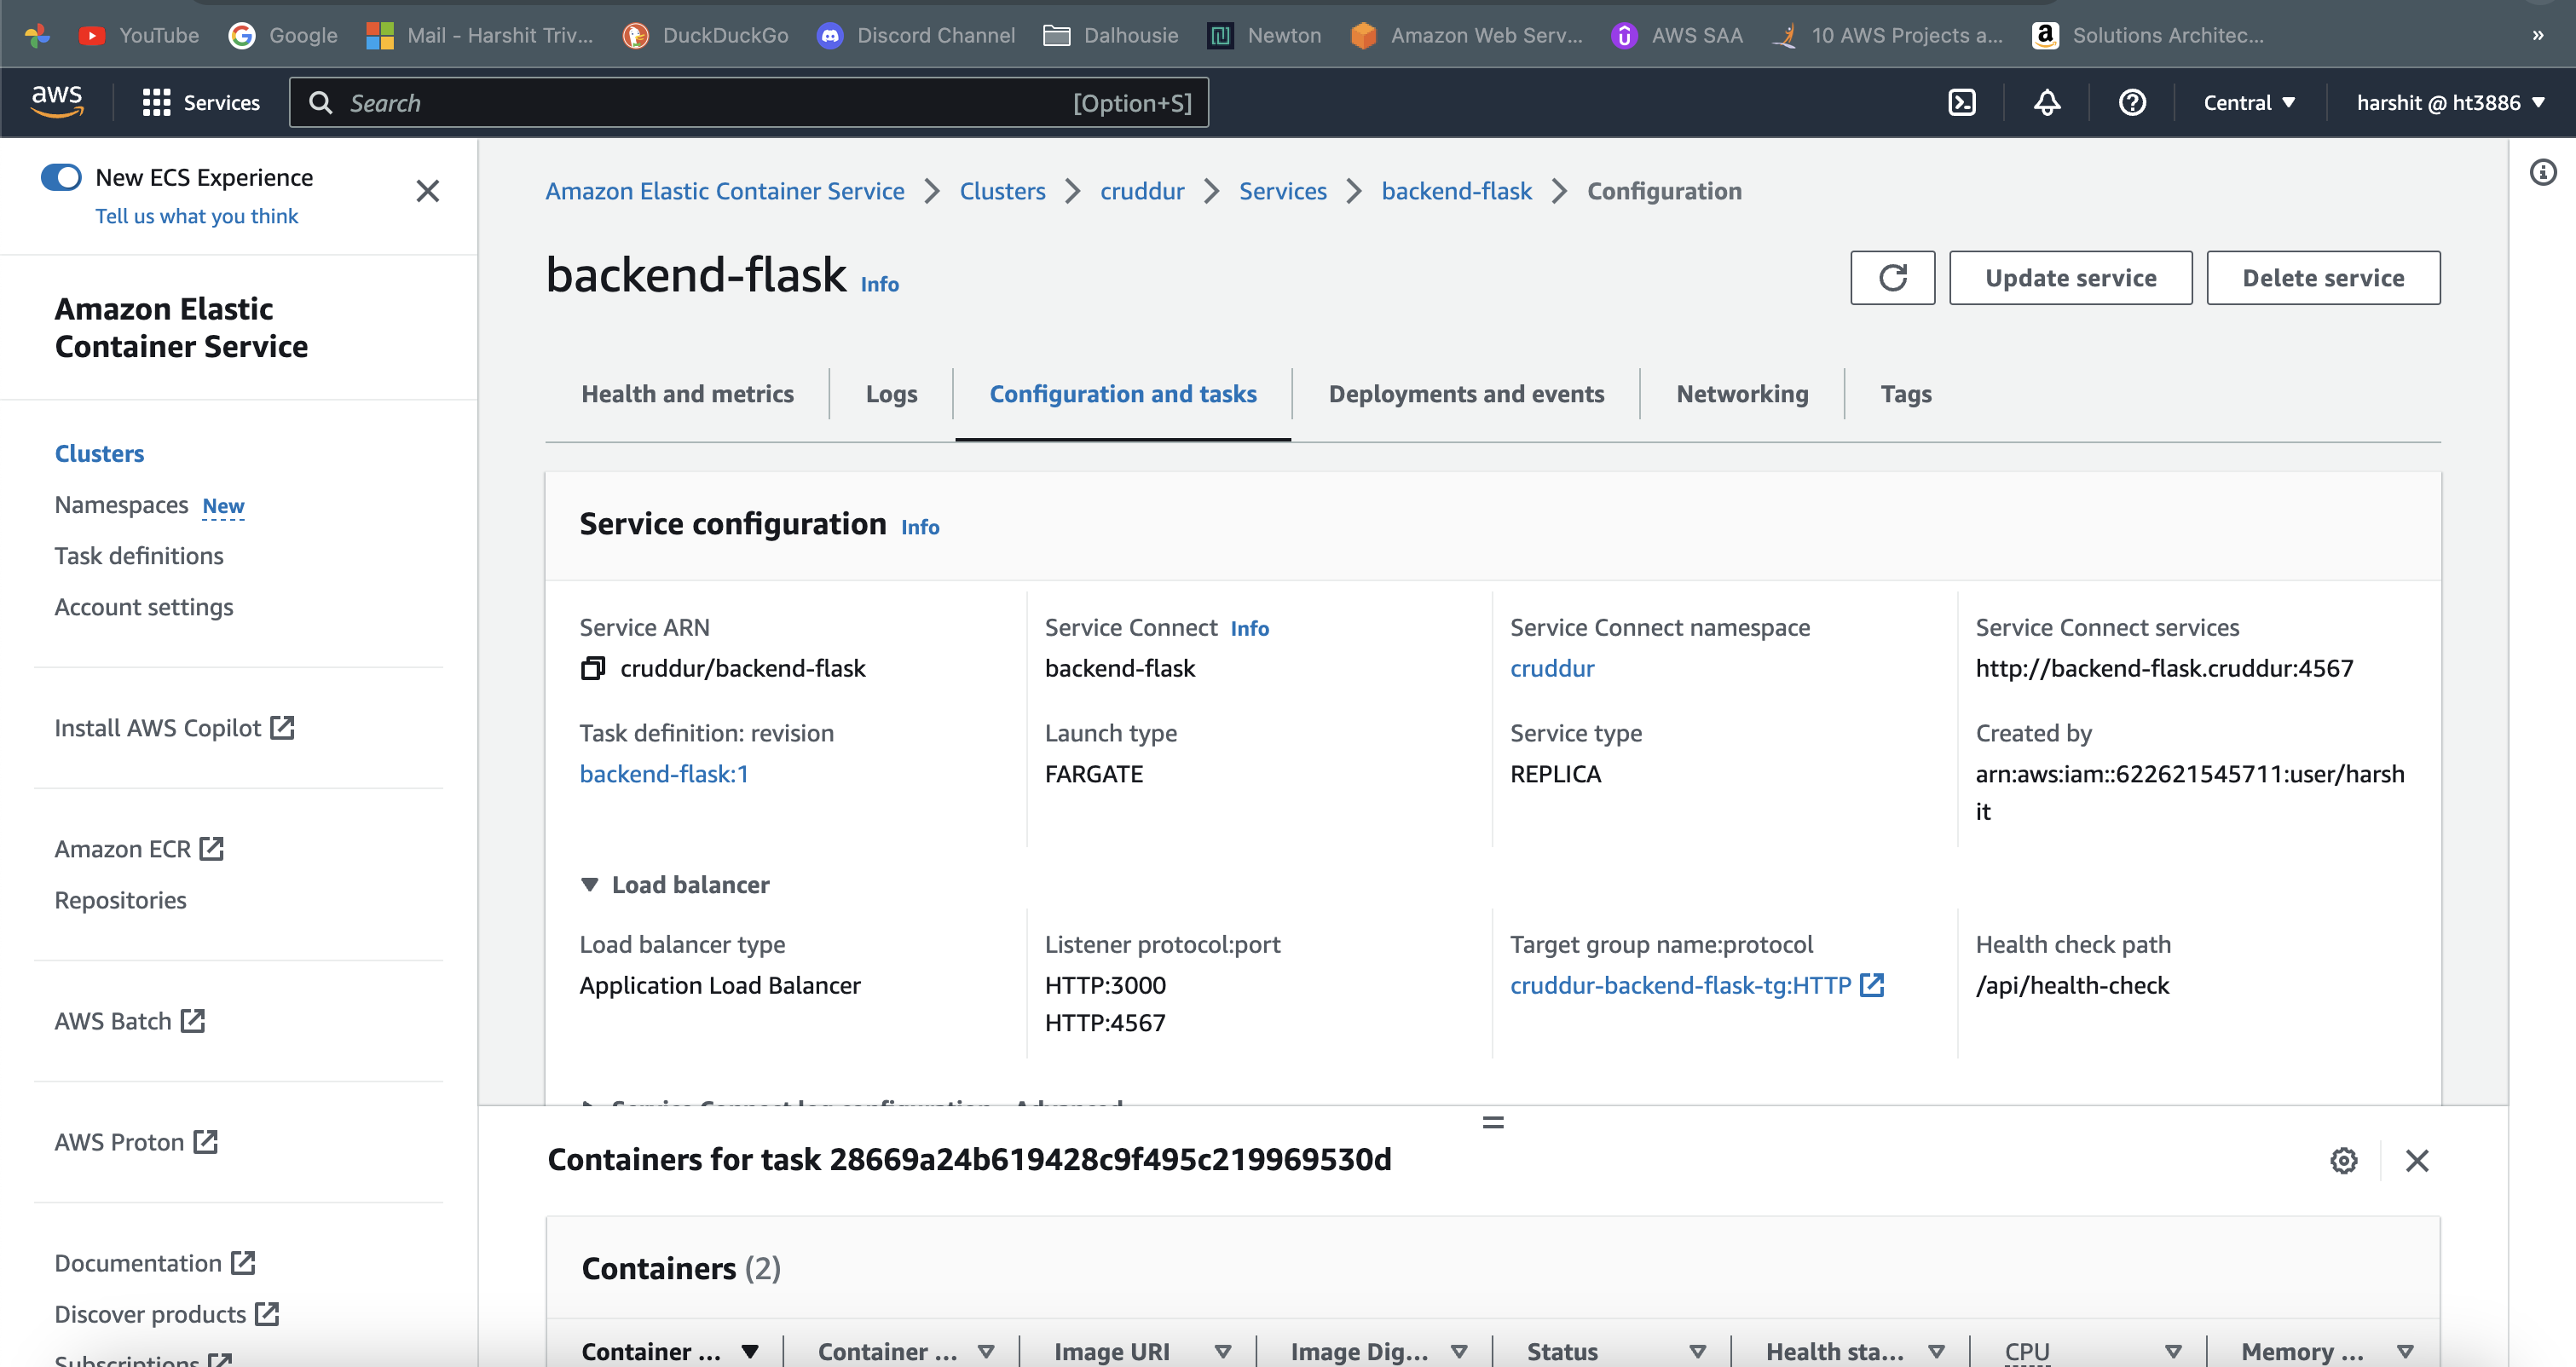 YouTube
Google
Mail - Harshit Triv...
DuckDuckGo
Discord Channel
Dalhousie
Newton
Amazon Web Serv...
AWS SAA
10 AWS Projects a...
Solutions Architec...
»
aws
Services
Search
[Option+S]
Central
harshit @ ht3886
New ECS Experience
Tell us what you think
Amazon Elastic
Container Service
Clusters
Namespaces New
Task definitions
Account settings
Install AWS Copilot
Amazon ECR
Repositories
AWS Batch
AWS Proton
Documentation
Discover products
Subscriptions
Amazon Elastic Container Service > Clusters > cruddur > Services > backend-flask > Configuration
backend-flask Info
Update service
Delete service
Health and metrics
Logs
Configuration and tasks
Deployments and events
Networking
Tags
Service configuration Info
Service ARN
cruddur/backend-flask
Service Connect Info
backend-flask
Service Connect namespace
cruddur
Service Connect services
http://backend-flask.cruddur:4567
Task definition: revision
backend-flask:1
Launch type
FARGATE
Service type
REPLICA
Created by
arn:aws:iam::622621545711:user/harsh
it
Load balancer
Load balancer type
Application Load Balancer
Listener protocol:port
HTTP:3000
HTTP:4567
Target group name:protocol
cruddur-backend-flask-tg:HTTP
Health check path
/api/health-check
Service Connect log configuration - Advanced
Containers for task 28669a24b619428c9f495c219969530d
Containers (2)
Container ...
Container ...
Image URI
Image Dig...
Status
Health sta...
CPU
Memory ...